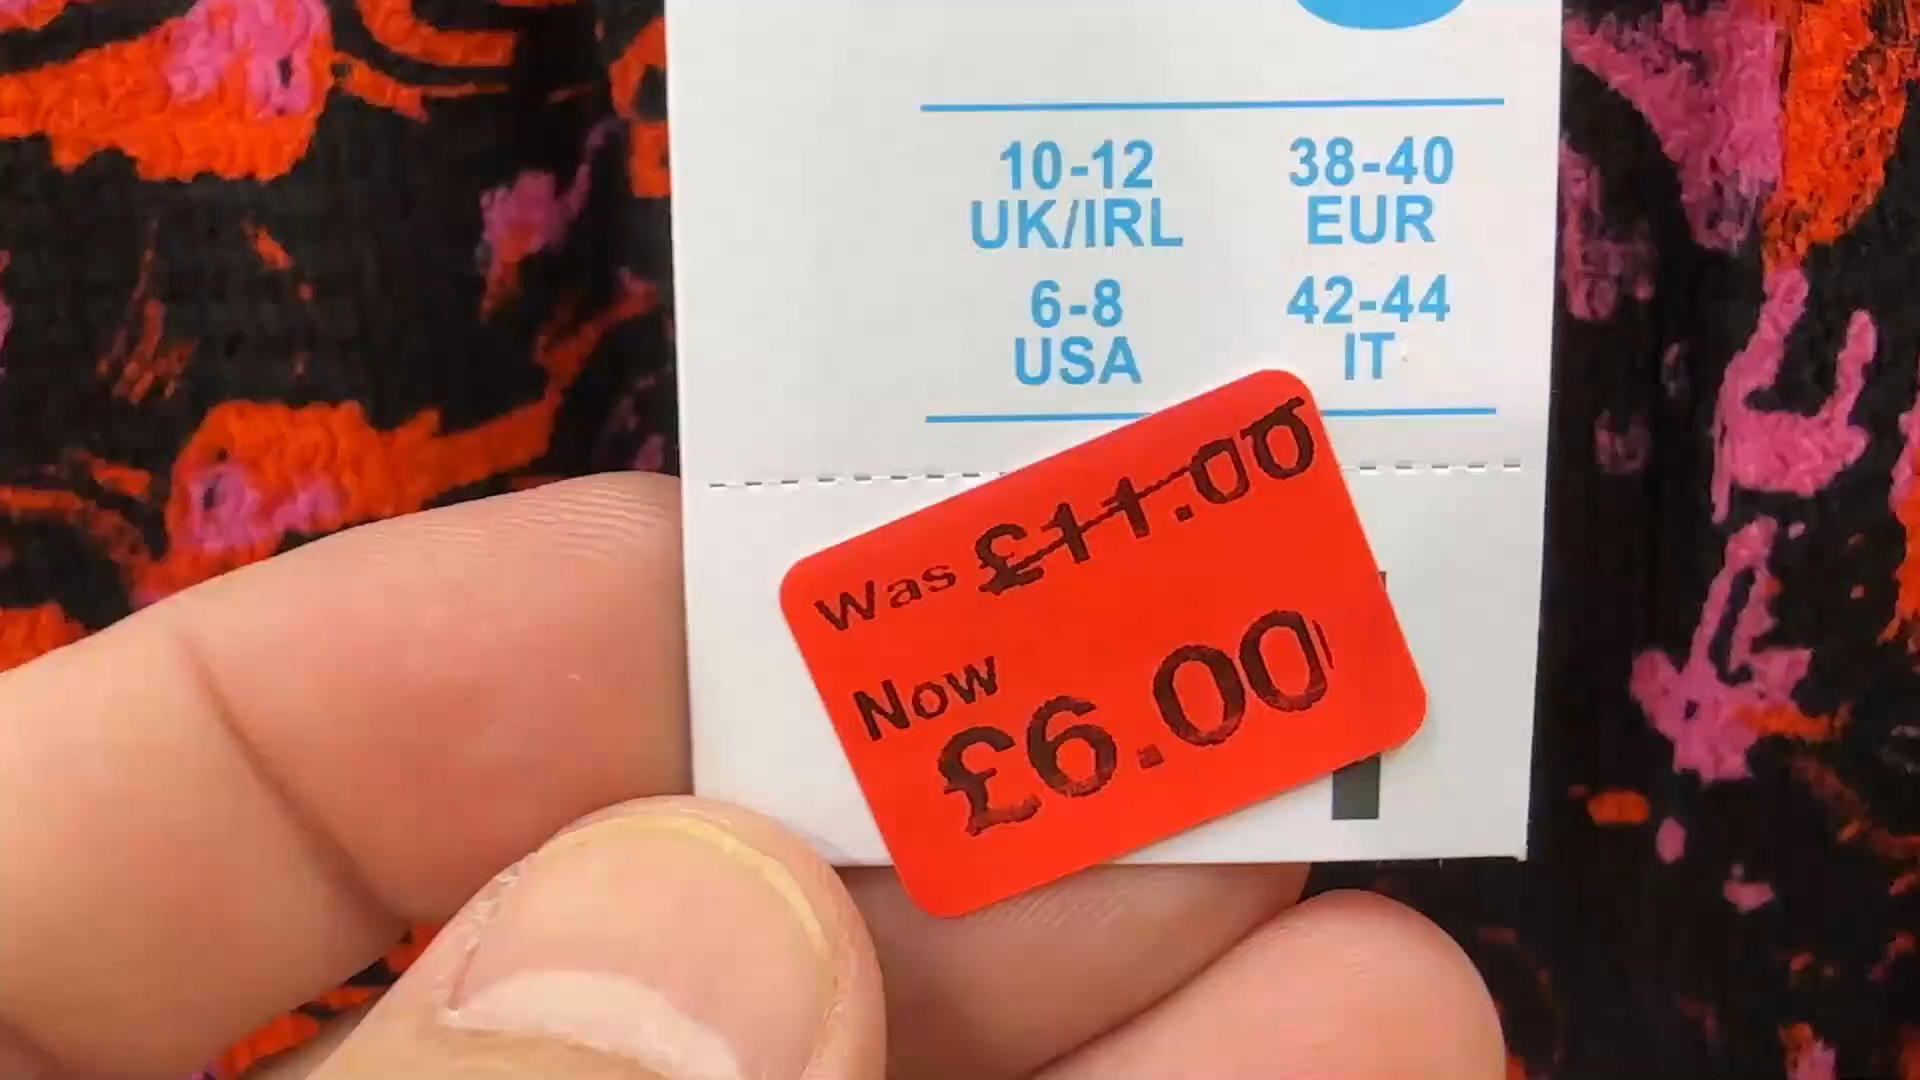 10-12 38-40
UK/IRL EUR
6-8 42-44
USA IT
Was £11.00
Now
£6.00